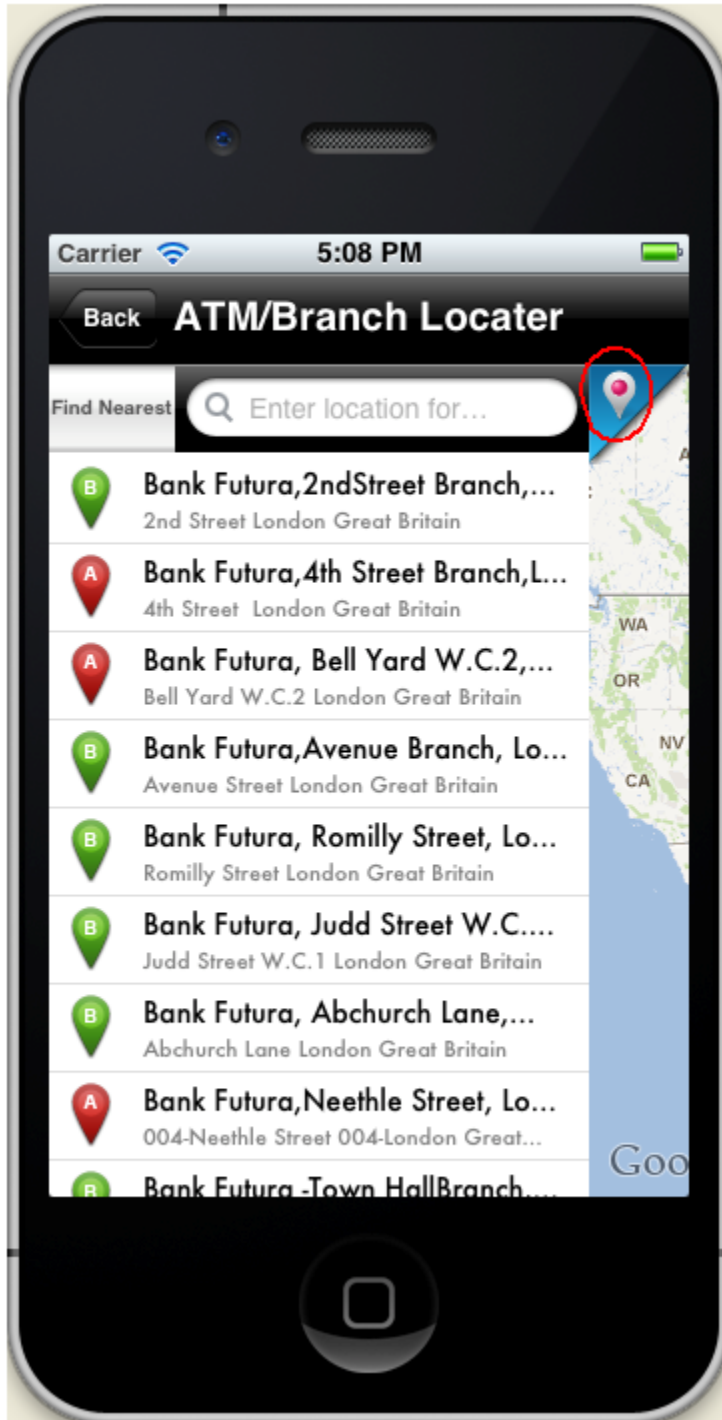 Carrier 5:08 PM
Back ATM/Branch Locater
Find Nearest Enter location for...
B Bank Futura,2ndStreet Branch,...
2nd Street London Great Britain
A Bank Futura,4th Street Branch,L...
4th Street London Great Britain
A Bank Futura, Bell Yard W.C.2,...
Bell Yard W.C.2 London Great Britain
B Bank Futura,Avenue Branch, Lo...
Avenue Street London Great Britain
B Bank Futura, Romilly Street, Lo...
Romilly Street London Great Britain
B Bank Futura, Judd Street W.C....
Judd Street W.C.1 London Great Britain
B Bank Futura, Abchurch Lane,...
Abchurch Lane London Great Britain
A Bank Futura,Neethle Street, Lo...
004-Neethle Street 004-London Great...
B Bank Futura -Town HallBranch,...
WA
OR
NV
CA
Goo